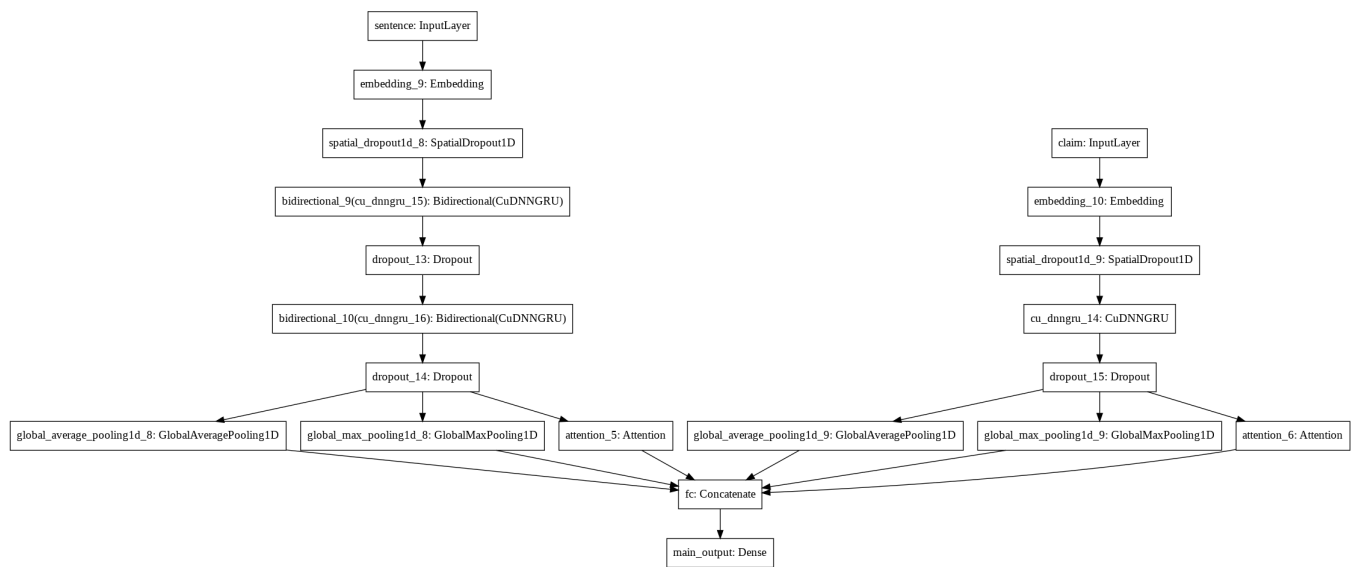 sentence: InputLayer
embedding_9: Embedding
spatial_dropout1d_8: SpatialDropout1D
claim: InputLayer
bidirectional_9(cu_dnngru_15): Bidirectional(CuDNNGRU)
embedding_10: Embedding
dropout_13: Dropout
spatial_dropout1d_9: SpatialDropout1D
bidirectional_10(cu_dnngru_16): Bidirectional(CuDNNGRU)
cu_dnngru_14: CuDNNGRU
dropout_14: Dropout
dropout_15: Dropout
global_average_pooling1d_8: GlobalAveragePooling1D
global_max_pooling1d_8: GlobalMaxPooling1D
attention_5: Attention
global_average_pooling1d_9: GlobalAveragePooling1D
global_max_pooling1d_9: GlobalMaxPooling1D
attention_6: Attention
fc: Concatenate
main_output: Dense